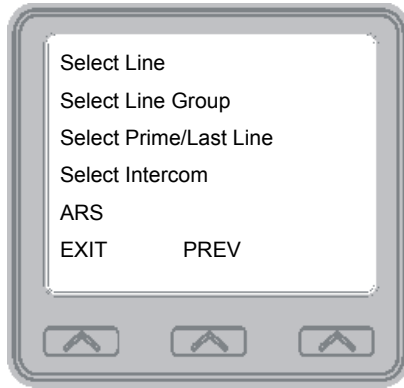 Select Line
Select Line Group
Select Prime/Last Line
Select Intercom
ARS
EXIT PREV